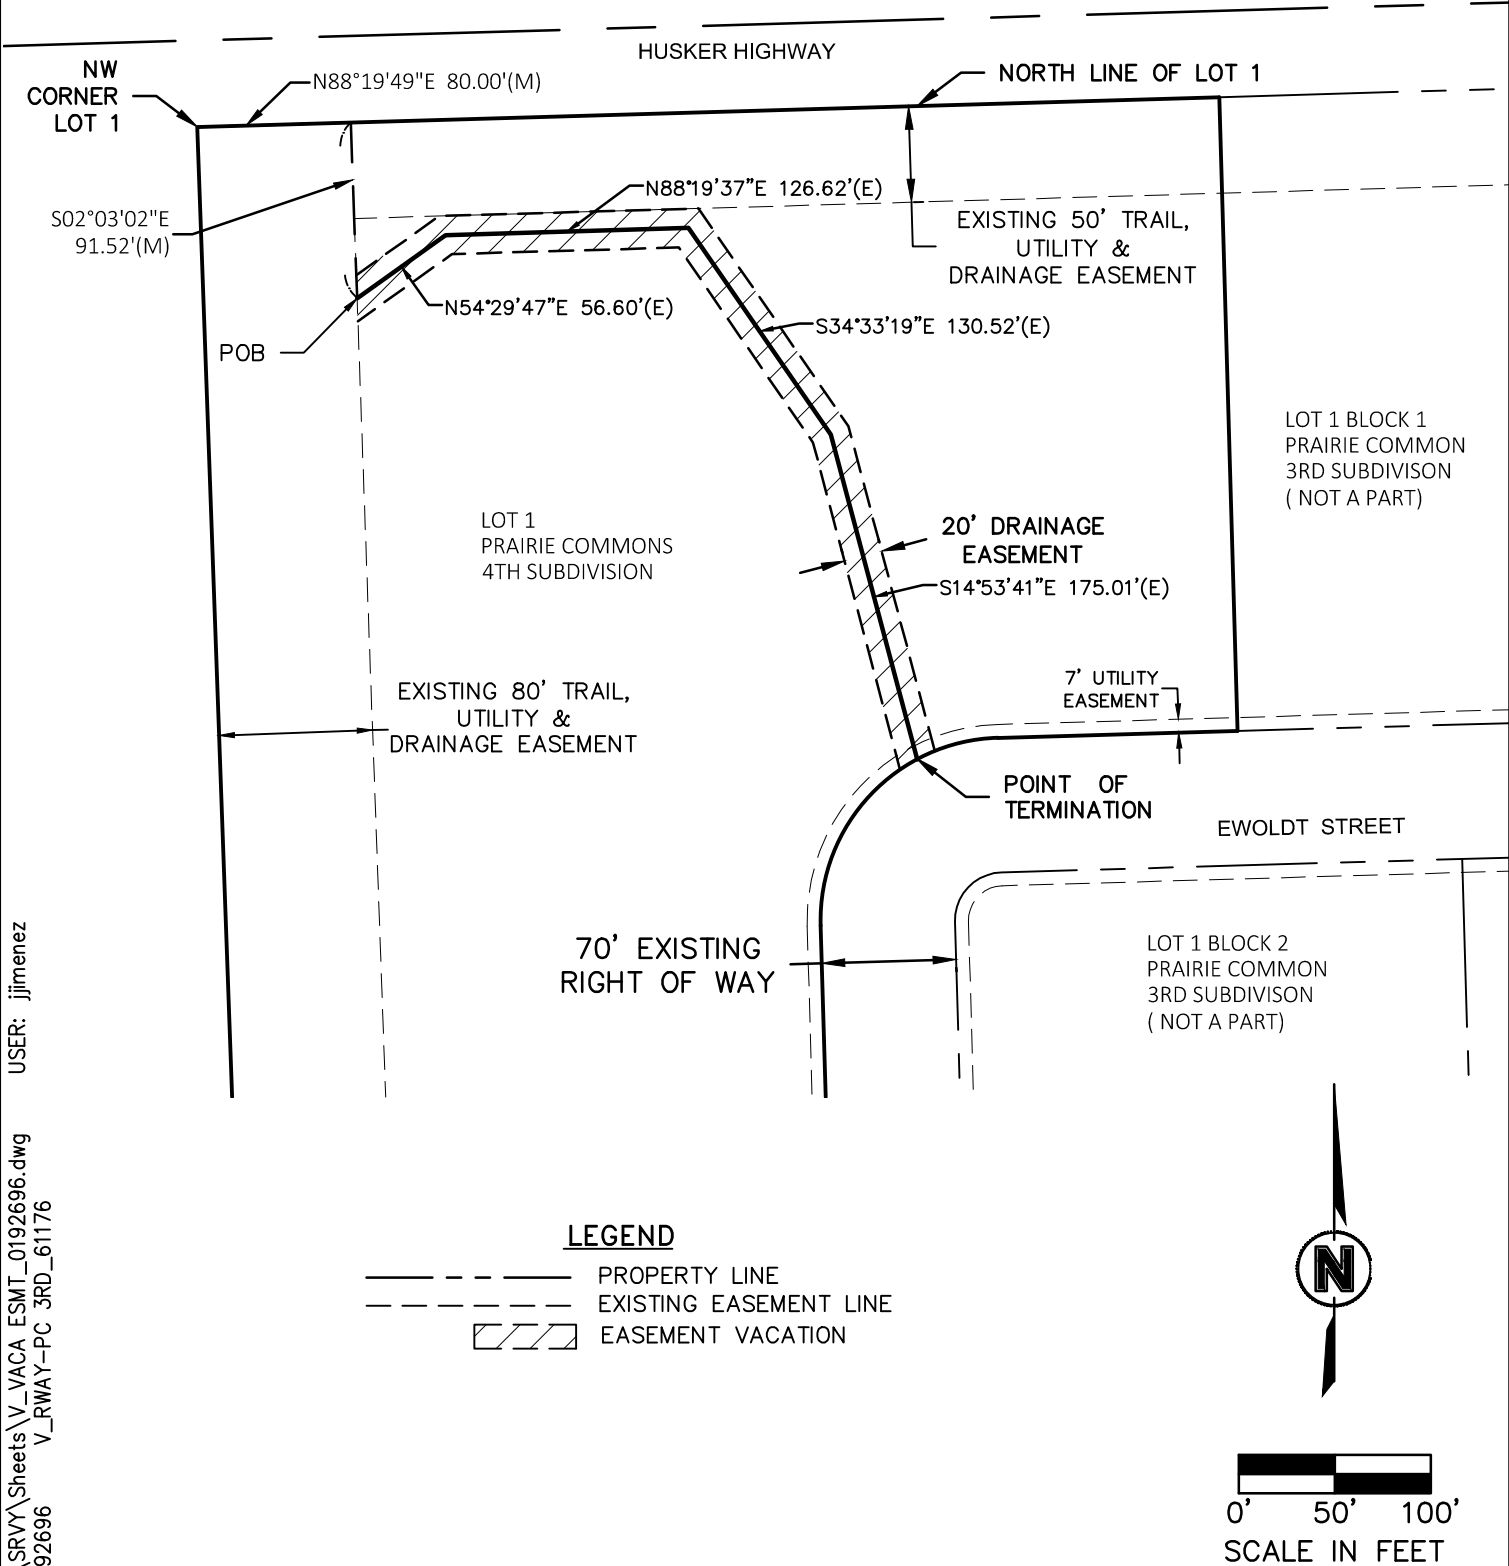 HUSKER HIGHWAY
NW
CORNER
LOT 1
N88°19'49"E 80.00'(M)
NORTH LINE OF LOT 1
S02°03'02"E
91.52'(M)
N88°19'37"E 126.62'(E)
EXISTING 50' TRAIL,
UTILITY &
DRAINAGE EASEMENT
N54°29'47"E 56.60'(E)
S34°33'19"E 130.52'(E)
POB
LOT 1 BLOCK 1
PRAIRIE COMMON
3RD SUBDIVISON
( NOT A PART)
LOT 1
PRAIRIE COMMONS
4TH SUBDIVISION
20' DRAINAGE
EASEMENT
S14°53'41"E 175.01'(E)
7' UTILITY
EASEMENT
EXISTING 80' TRAIL,
UTILITY &
DRAINAGE EASEMENT
POINT OF
TERMINATION
EWOLDT STREET
70' EXISTING
RIGHT OF WAY
LOT 1 BLOCK 2
PRAIRIE COMMON
3RD SUBDIVISON
( NOT A PART)
LEGEND
PROPERTY LINE
EXISTING EASEMENT LINE
EASEMENT VACATION
N
0' 50' 100'
SCALE IN FEET
\SRVY\Sheets\V_VACA ESMT_0192696.dwg USER: jjimenez
92696 V_RWAY-PC 3RD_61176